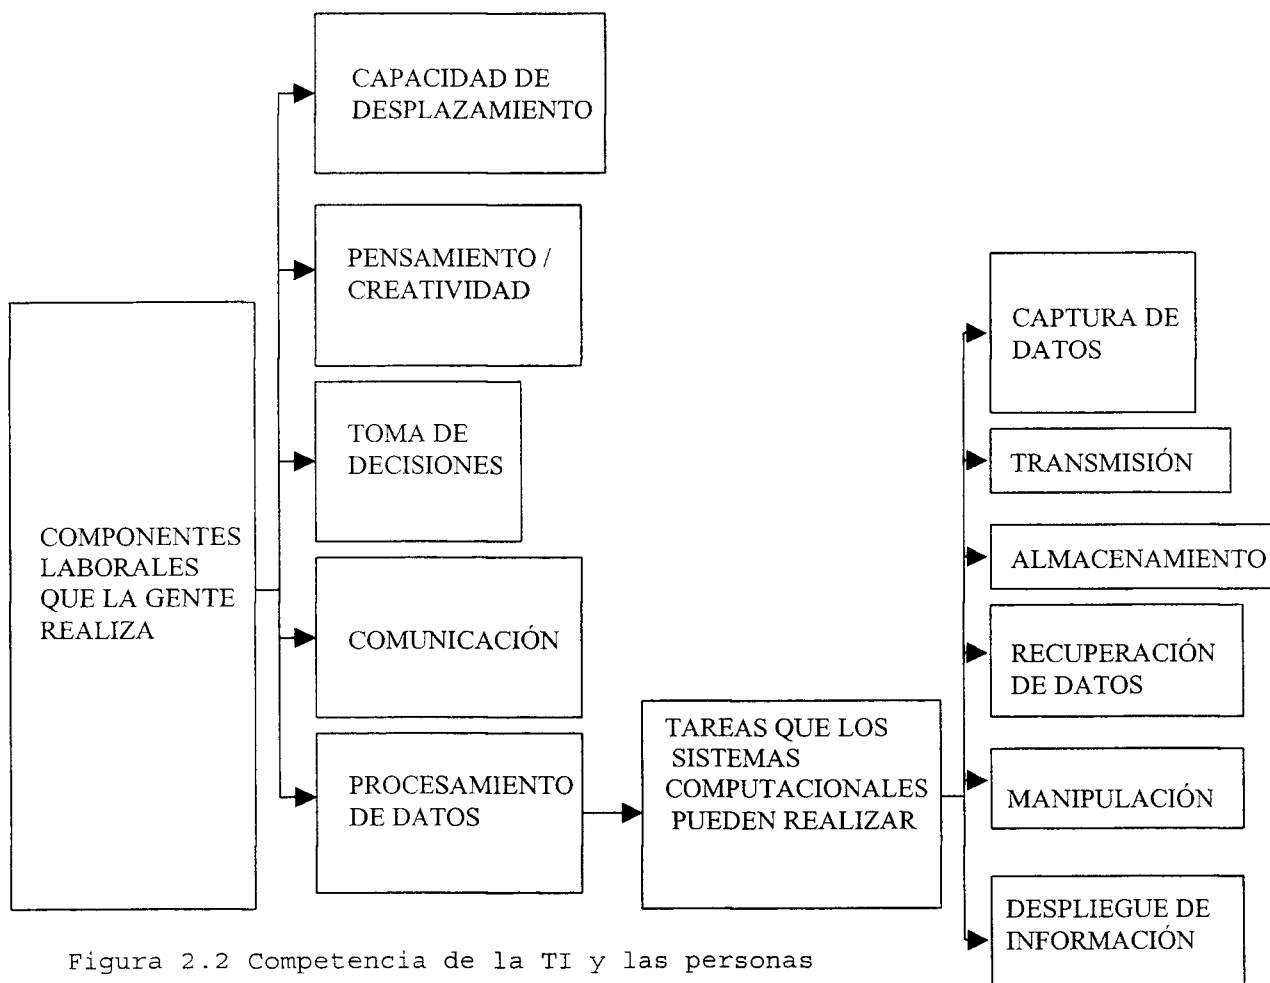 COMPONENTES
LABORALES
QUE LA GENTE
REALIZA
CAPACIDAD DE
DESPLAZAMIENTO
PENSAMIENTO /
CREATIVIDAD
TOMA DE
DECISIONES
COMUNICACIÓN
PROCESAMIENTO
DE DATOS
TAREAS QUE LOS
SISTEMAS
COMPUTACIONALES
PUEDEN REALIZAR
CAPTURA DE
DATOS
TRANSMISIÓN
ALMACENAMIENTO
RECUPERACIÓN
DE DATOS
MANIPULACIÓN
DESPLIEGUE DE
INFORMACIÓN
Figura 2.2 Competencia de la TI y las personas